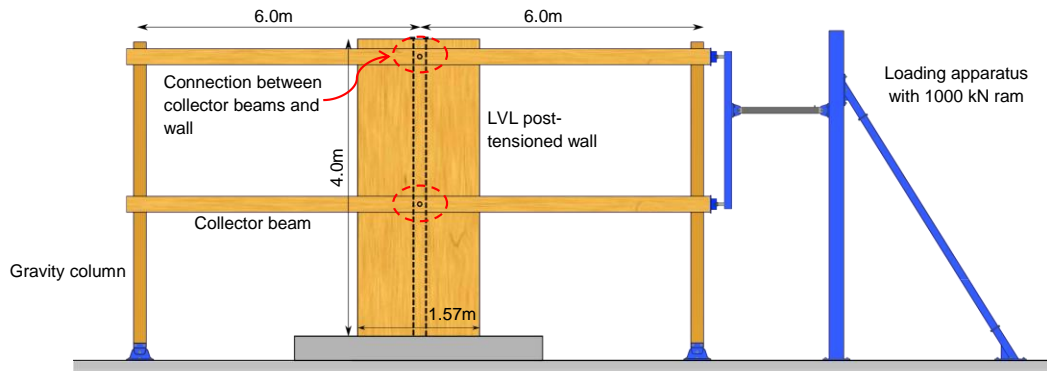 6.0m
6.0m
Connection between
collector beams and
wall
Loading apparatus
with 1000 kN ram
LVL post-
tensioned wall
4.0m
Collector beam
Gravity column
1.57m